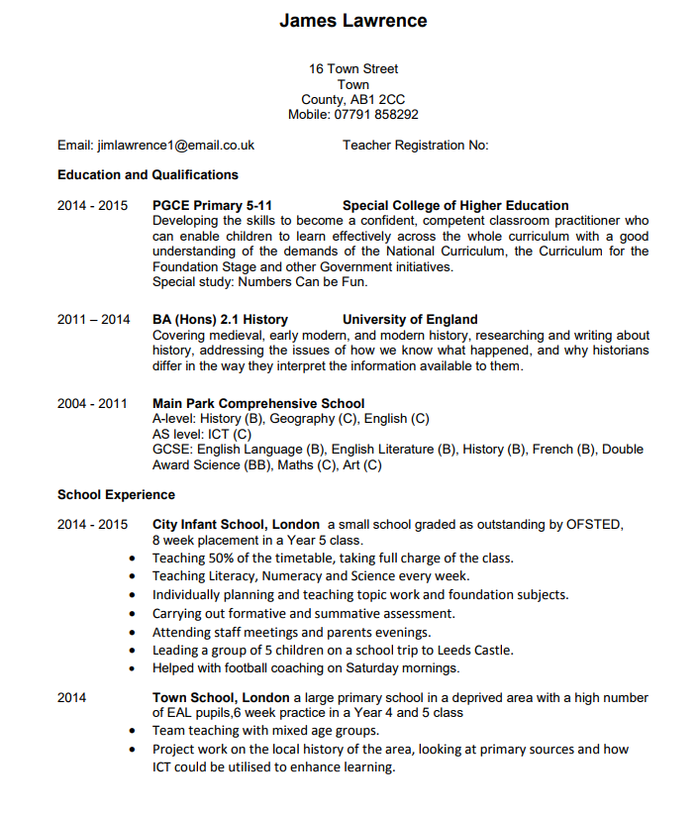 James Lawrence
16 Town Street
Town
County, AB1 2CC
Mobile: 07791 858292
Email: jimlawrence1@email.co.uk Teacher Registration No:
Education and Qualifications
2014 - 2015 PGCE Primary 5-11 Special College of Higher Education
Developing the skills to become a confident, competent classroom practitioner who
can enable children to learn effectively across the whole curriculum with a good
understanding of the demands of the National Curriculum, the Curriculum for the
Foundation Stage and other Government initiatives.
Special study: Numbers Can be Fun.
2011 – 2014 BA (Hons) 2.1 History University of England
Covering medieval, early modern, and modern history, researching and writing about
history, addressing the issues of how we know what happened, and why historians
differ in the way they interpret the information available to them.
2004 - 2011 Main Park Comprehensive School
A-level: History (B), Geography (C), English (C)
AS level: ICT (C)
GCSE: English Language (B), English Literature (B), History (B), French (B), Double
Award Science (BB), Maths (C), Art (C)
School Experience
2014 - 2015 City Infant School, London a small school graded as outstanding by OFSTED,
8 week placement in a Year 5 class.
• Teaching 50% of the timetable, taking full charge of the class.
• Teaching Literacy, Numeracy and Science every week.
• Individually planning and teaching topic work and foundation subjects.
• Carrying out formative and summative assessment.
• Attending staff meetings and parents evenings.
• Leading a group of 5 children on a school trip to Leeds Castle.
• Helped with football coaching on Saturday mornings.
2014 Town School, London a large primary school in a deprived area with a high number
of EAL pupils,6 week practice in a Year 4 and 5 class
• Team teaching with mixed age groups.
• Project work on the local history of the area, looking at primary sources and how
ICT could be utilised to enhance learning.